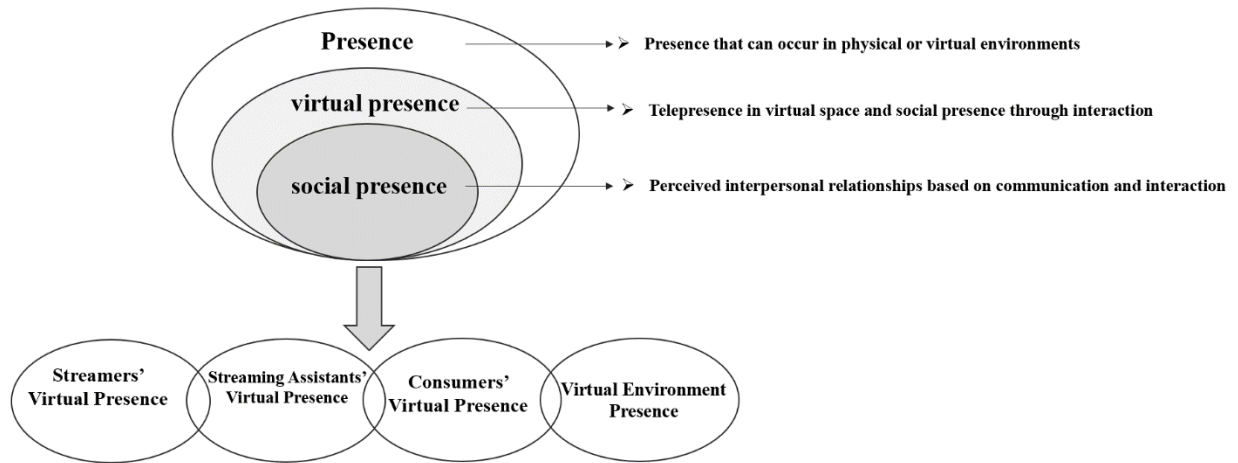 Presence
➢ Presence that can occur in physical or virtual environments
virtual presence
➢ Telepresence in virtual space and social presence through interaction
social presence
➢ Perceived interpersonal relationships based on communication and interaction
Streamers’
Virtual Presence
Streaming Assistants’
Virtual Presence
Consumers’
Virtual Presence
Virtual Environment
Presence